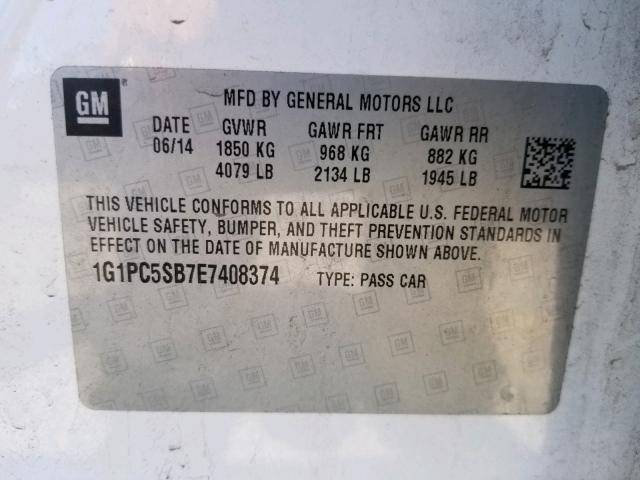 GM
MFD BY GENERAL MOTORS LLC
DATE GVWR GAWR FRT GAWR RR
06/14 1850 KG 968 KG 882 KG
4079 LB 2134 LB 1945 LB
THIS VEHICLE CONFORMS TO ALL APPLICABLE U.S. FEDERAL MOTOR
VEHICLE SAFETY, BUMPER, AND THEFT PREVENTION STANDARDS IN
EFFECT ON THE DATE OF MANUFACTURE SHOWN ABOVE.
1G1PC5SB7E7408374 TYPE: PASS CAR